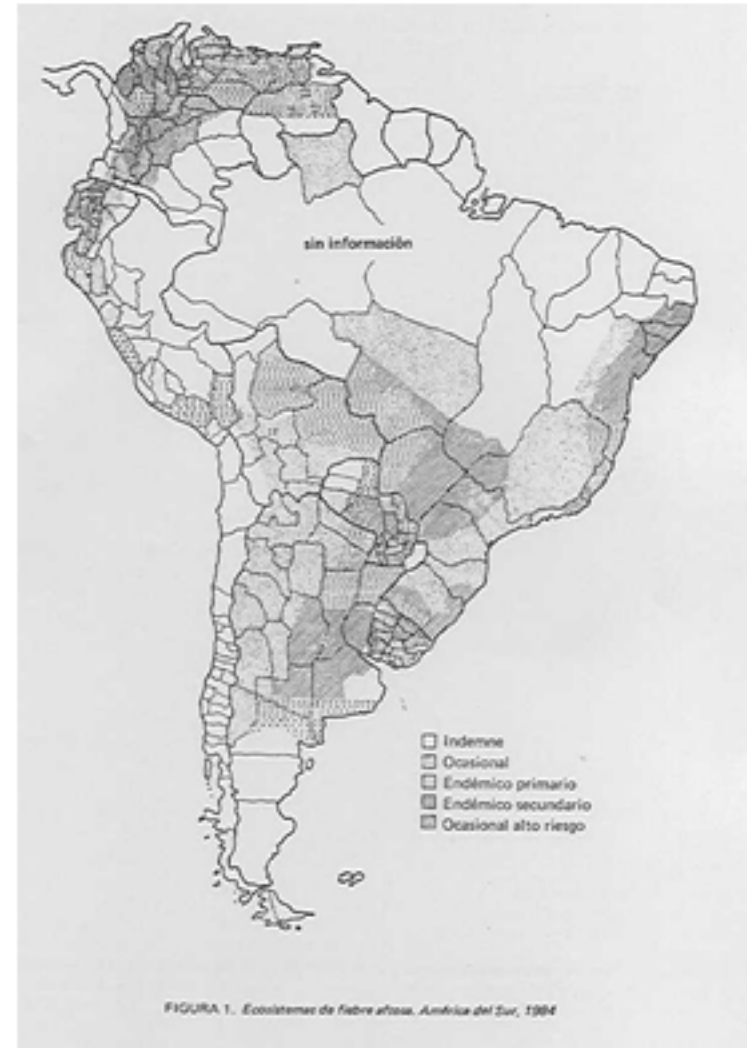 sin información
Indemne
Ocasional
Endémico primario
Endémico secundario
Ocasional alto riesgo
FIGURA 1. Ecosistemas de fiebre aftosa. América del Sur, 1984